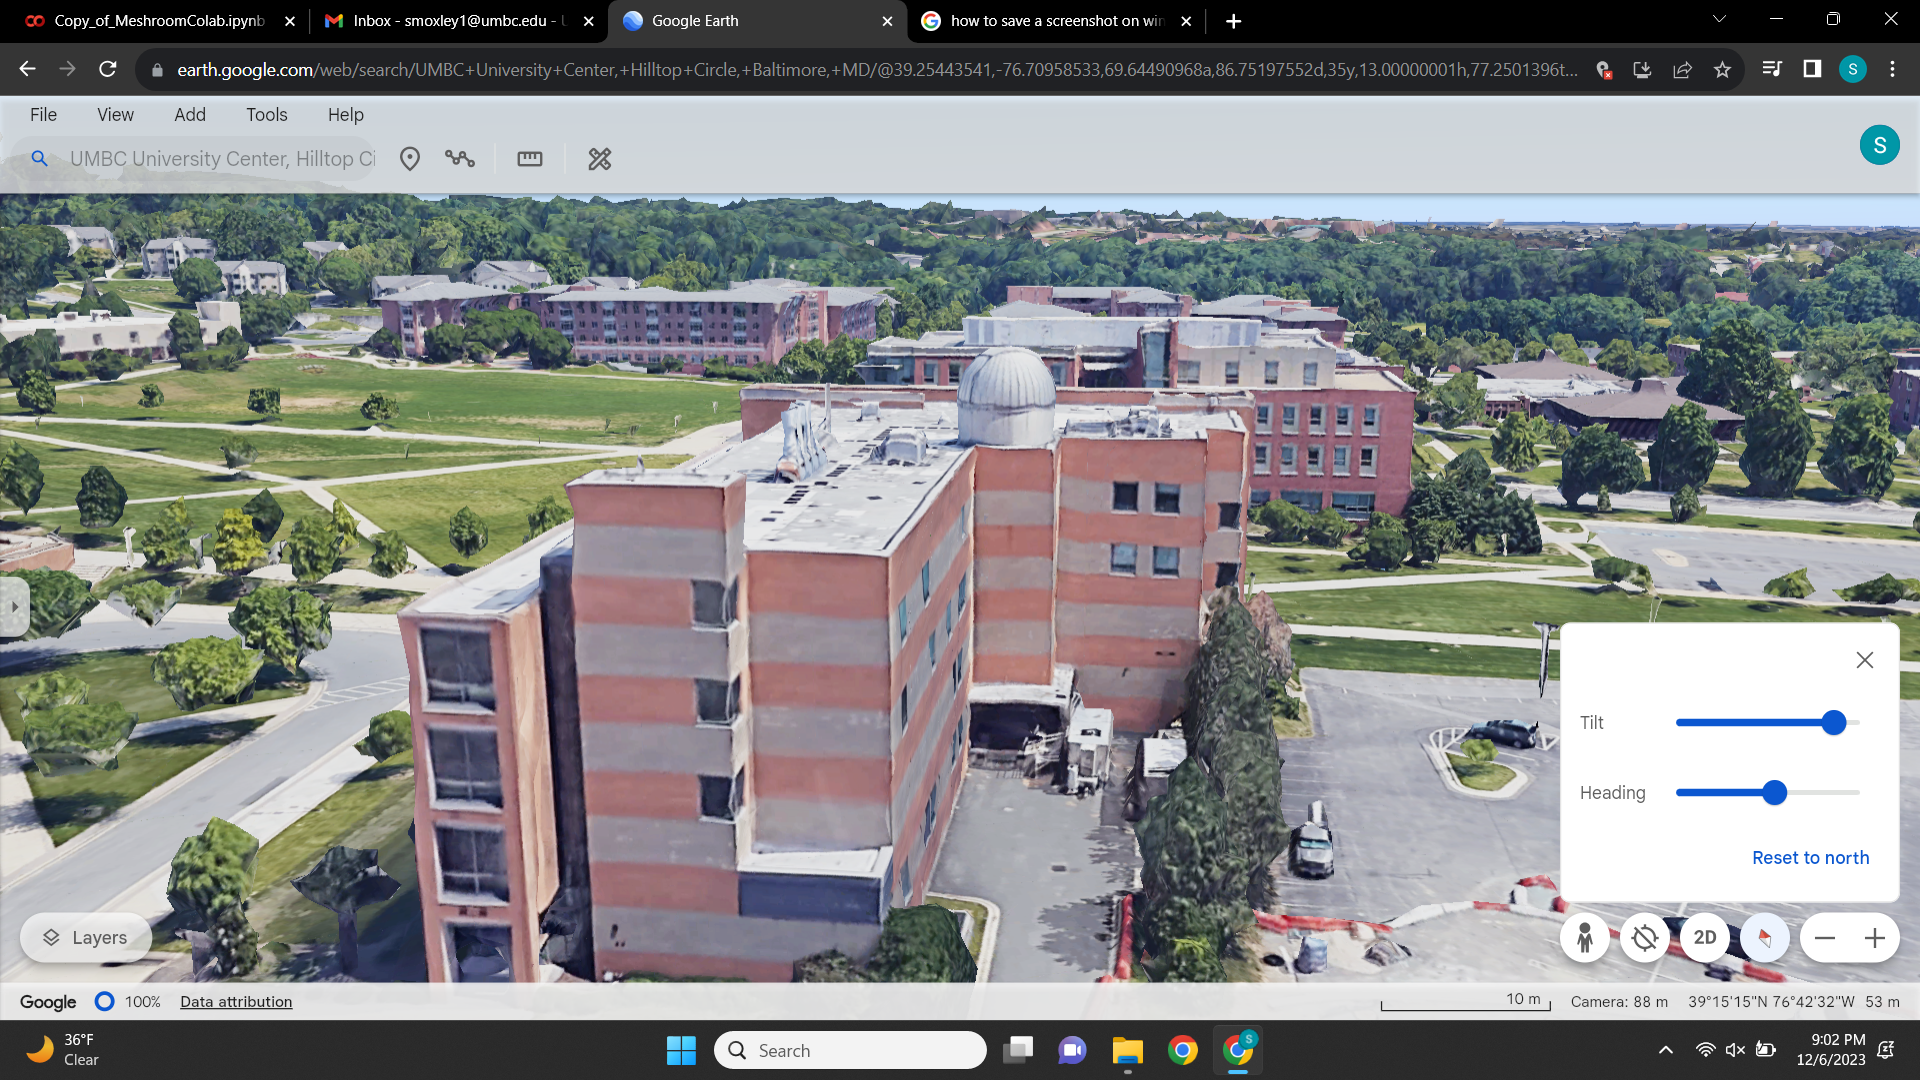 Copy_of_MeshroomColab.ipynb
Inbox - smoxley1@umbc.edu - U
Google Earth
how to save a screenshot on win
earth.google.com/web/search/UMBC+University+Center,+Hilltop+Circle,+Baltimore,+MD/@39.25443541,-76.70958533,69.64490968a,86.75197552d,35y,13.00000001h,77.2501396t...
S
File View Add Tools Help
UMBC University Center, Hilltop Ci
S
Tilt
Heading
Reset to north
Layers
2D
Google 100% Data attribution
10 m
Camera: 88 m 39°15'15"N 76°42'32"W 53 m
36°F
Clear
Search
S
9:02 PM
12/6/2023